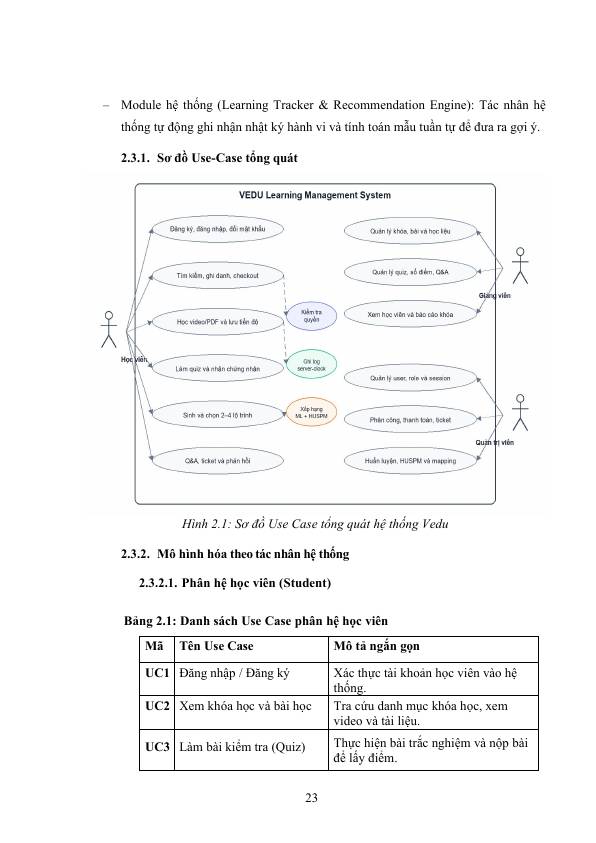 – Module hệ thống (Learning Tracker & Recommendation Engine): Tác nhân hệ
thống tự động ghi nhận nhật ký hành vi và tính toán mẫu tuần tự để đưa ra gợi ý.
2.3.1. Sơ đồ Use-Case tổng quát
VEDU Learning Management System
Đăng ký, đăng nhập, đổi mật khẩu
Quản lý khóa, bài và học liệu
Tìm kiếm, ghi danh, checkout
Quản lý quiz, sổ điểm, Q&A
Giảng viên
Học video/PDF và lưu tiến độ
Kiểm tra
quyền
Xem học viên và báo cáo khóa
Học viên
Làm quiz và nhận chứng nhận
Ghi log
server-clock
Quản lý user, role và session
Sinh và chọn 2–4 lộ trình
Xếp hạng
ML + HUSPM
Phân công, thanh toán, ticket
Quản trị viên
Q&A, ticket và phản hồi
Huấn luyện, HUSPM và mapping
Hình 2.1: Sơ đồ Use Case tổng quát hệ thống Vedu
2.3.2. Mô hình hóa theo tác nhân hệ thống
2.3.2.1. Phân hệ học viên (Student)
Bảng 2.1: Danh sách Use Case phân hệ học viên
Mã Tên Use Case Mô tả ngắn gọn
UC1 Đăng nhập / Đăng ký Xác thực tài khoản học viên vào hệ
thống.
UC2 Xem khóa học và bài học Tra cứu danh mục khóa học, xem
video và tài liệu.
UC3 Làm bài kiểm tra (Quiz) Thực hiện bài trắc nghiệm và nộp bài
để lấy điểm.
23